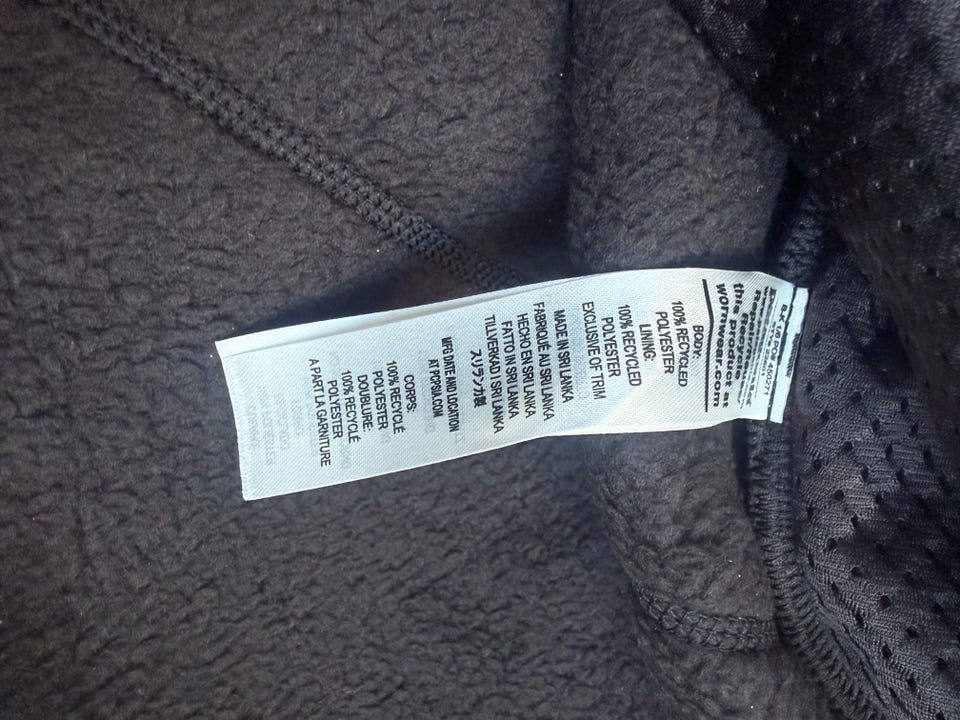 this product at
wornwear.com
BODY:
100% RECYCLED
POLYESTER
LINING:
100% RECYCLED
POLYESTER
EXCLUSIVE OF TRIM
MADE IN SRI LANKA
FABRIQUÉ AU SRI LANKA
HECHO EN SRI LANKA
FATTO IN SRI LANKA
TILLVERKAD I SRI LANKA
スリランカ製
MFG DATE AND LOCATION
AT PCPSIA.COM
CORPS:
100% RECYCLÉ
POLYESTER
DOUBLURE:
100% RECYCLÉ
POLYESTER
A PART LA GARNITURE